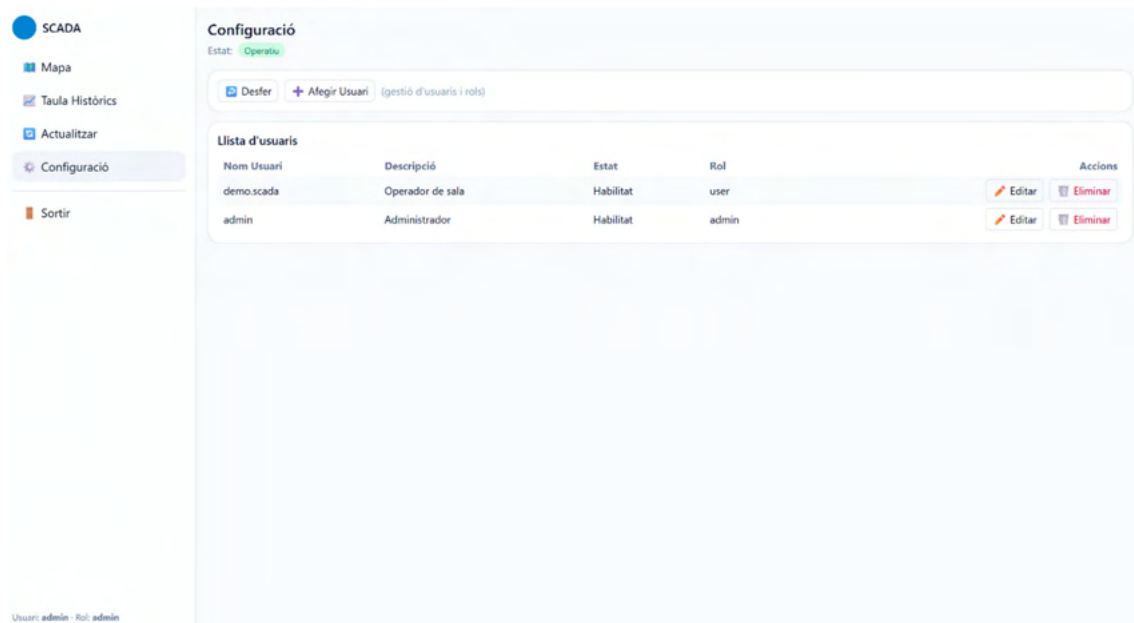 SCADA
Mapa
Taula Històrics
Actualitzar
Configuració
Sortir
Usuari: admin · Rol: admin
Configuració
Estat: Operatiu
Desfer Afegir Usuari (gestió d'usuaris i rols)
Llista d'usuaris
Nom Usuari Descripció Estat Rol Accions
demo.scada Operador de sala Habilitat user Editar Eliminar
admin Administrador Habilitat admin Editar Eliminar